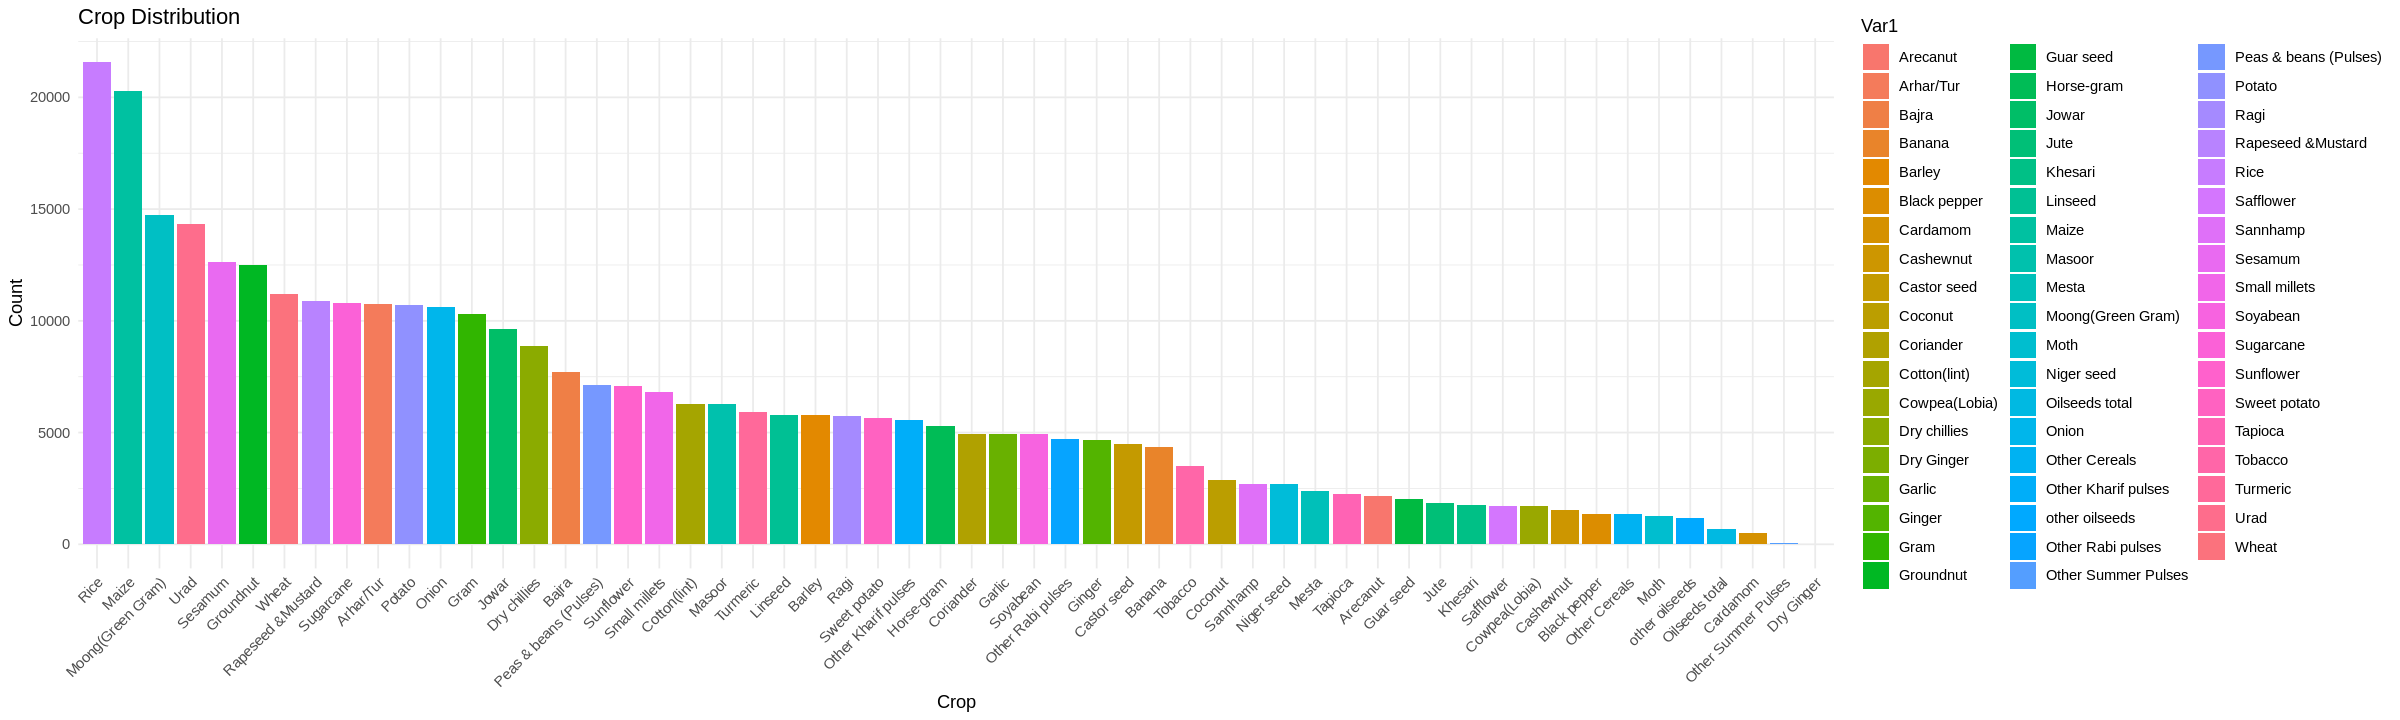 Crop Distribution
Count
20000
15000
10000
5000
0
Rice
Maize
Moong(Green Gram)
Urad
Sesamum
Groundnut
Wheat
Rapeseed &Mustard
Sugarcane
Arhar/Tur
Potato
Onion
Gram
Jowar
Dry chillies
Bajra
Peas & beans (Pulses)
Sunflower
Small millets
Cotton(lint)
Masoor
Turmeric
Linseed
Barley
Ragi
Sweet potato
Other Kharif pulses
Horse-gram
Coriander
Garlic
Soyabean
Other Rabi pulses
Ginger
Castor seed
Banana
Tobacco
Coconut
Sannhamp
Niger seed
Mesta
Tapioca
Arecanut
Guar seed
Jute
Khesari
Safflower
Cowpea(Lobia)
Cashewnut
Black pepper
Other Cereals
Moth
other oilseeds
Oilseeds total
Cardamom
Other Summer Pulses
Dry Ginger
Crop
Var1
Arecanut
Arhar/Tur
Bajra
Banana
Barley
Black pepper
Cardamom
Cashewnut
Castor seed
Coconut
Coriander
Cotton(lint)
Cowpea(Lobia)
Dry chillies
Dry Ginger
Garlic
Ginger
Gram
Groundnut
Guar seed
Horse-gram
Jowar
Jute
Khesari
Linseed
Maize
Masoor
Mesta
Moong(Green Gram)
Moth
Niger seed
Oilseeds total
Onion
Other Cereals
Other Kharif pulses
other oilseeds
Other Rabi pulses
Other Summer Pulses
Peas & beans (Pulses)
Potato
Ragi
Rapeseed &Mustard
Rice
Safflower
Sannhamp
Sesamum
Small millets
Soyabean
Sugarcane
Sunflower
Sweet potato
Tapioca
Tobacco
Turmeric
Urad
Wheat